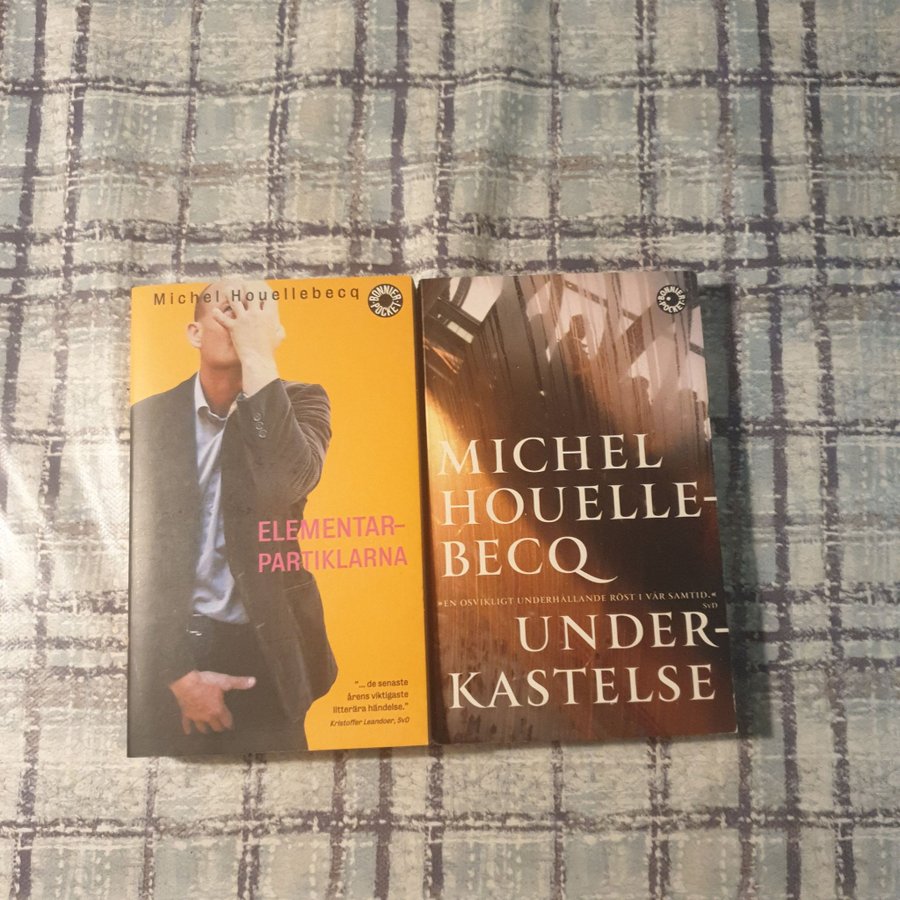 Michel Houellebecq
BONNIER
POCKET
ELEMENTAR-
PARTIKLARNA
"... de senaste
årens viktigaste
litterära händelse."
Kristoffer Leandoer, SvD
BONNIER
POCKET
MICHEL
HOUELLE-
BECQ
»EN OSVIKLIGT UNDERHÅLLANDE RÖST I VÅR SAMTID.«
SvD
UNDER-
KASTELSE